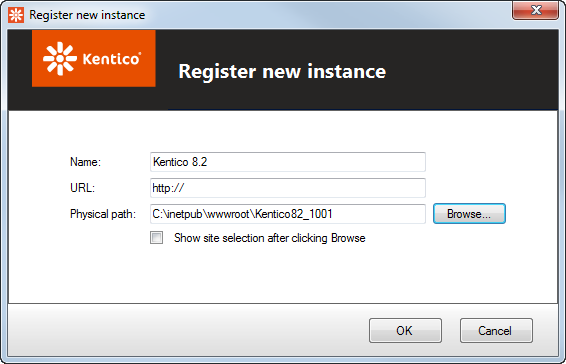 Register new instance
Kentico®
Register new instance
Name: Kentico 8.2
URL: http://
Physical path: C:\inetpub\wwwroot\Kentico82_1001 Browse...
Show site selection after clicking Browse
OK Cancel